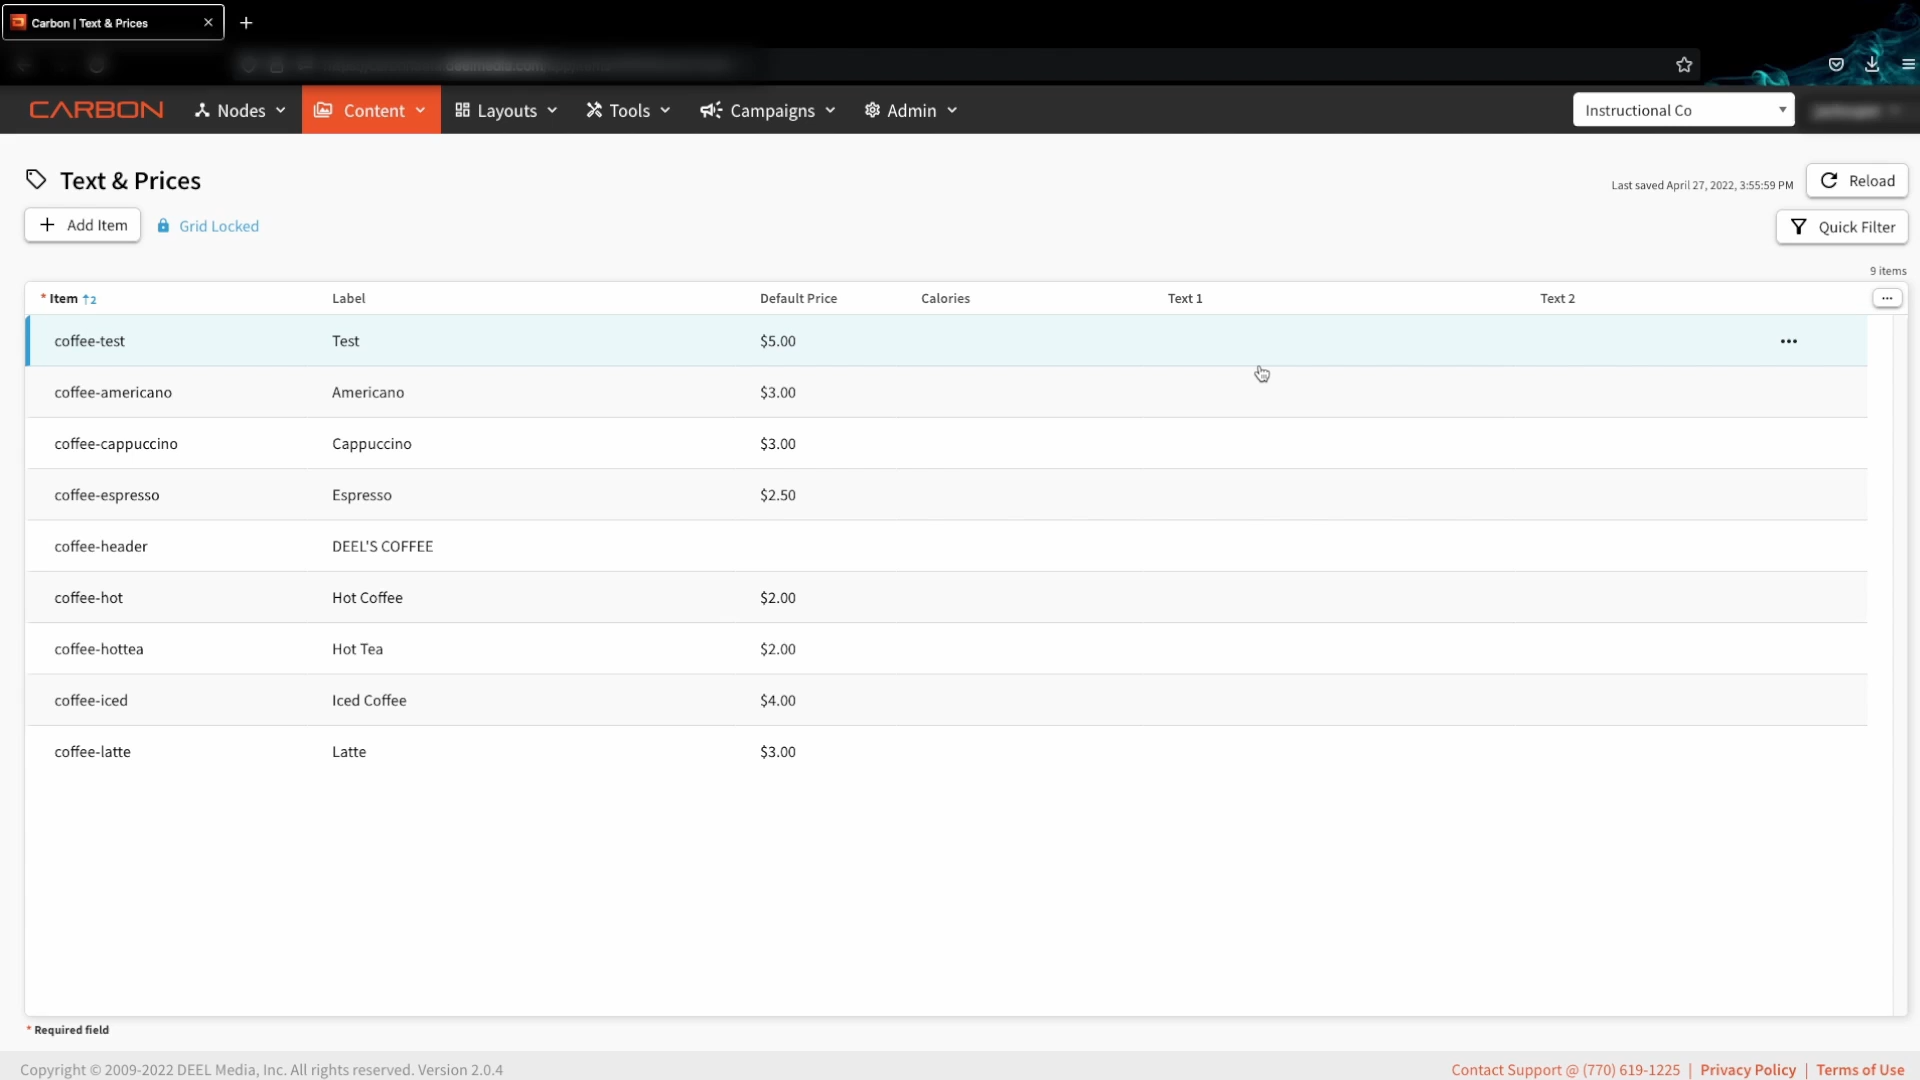 Carbon | Text & Prices
CARBON Nodes Content Layouts Tools Campaigns Admin Instructional Co
Text & Prices
Last saved April 27, 2022, 3:55:59 PM Reload
Add Item Grid Locked Quick Filter
9 items
* Item 2 Label Default Price Calories Text 1 Text 2 ...
coffee-test Test $5.00 ...
coffee-americano Americano $3.00
coffee-cappuccino Cappuccino $3.00
coffee-espresso Espresso $2.50
coffee-header DEEL'S COFFEE
coffee-hot Hot Coffee $2.00
coffee-hottea Hot Tea $2.00
coffee-iced Iced Coffee $4.00
coffee-latte Latte $3.00
* Required field
Copyright © 2009-2022 DEEL Media, Inc. All rights reserved. Version 2.0.4 Contact Support @ (770) 619-1225 | Privacy Policy | Terms of Use